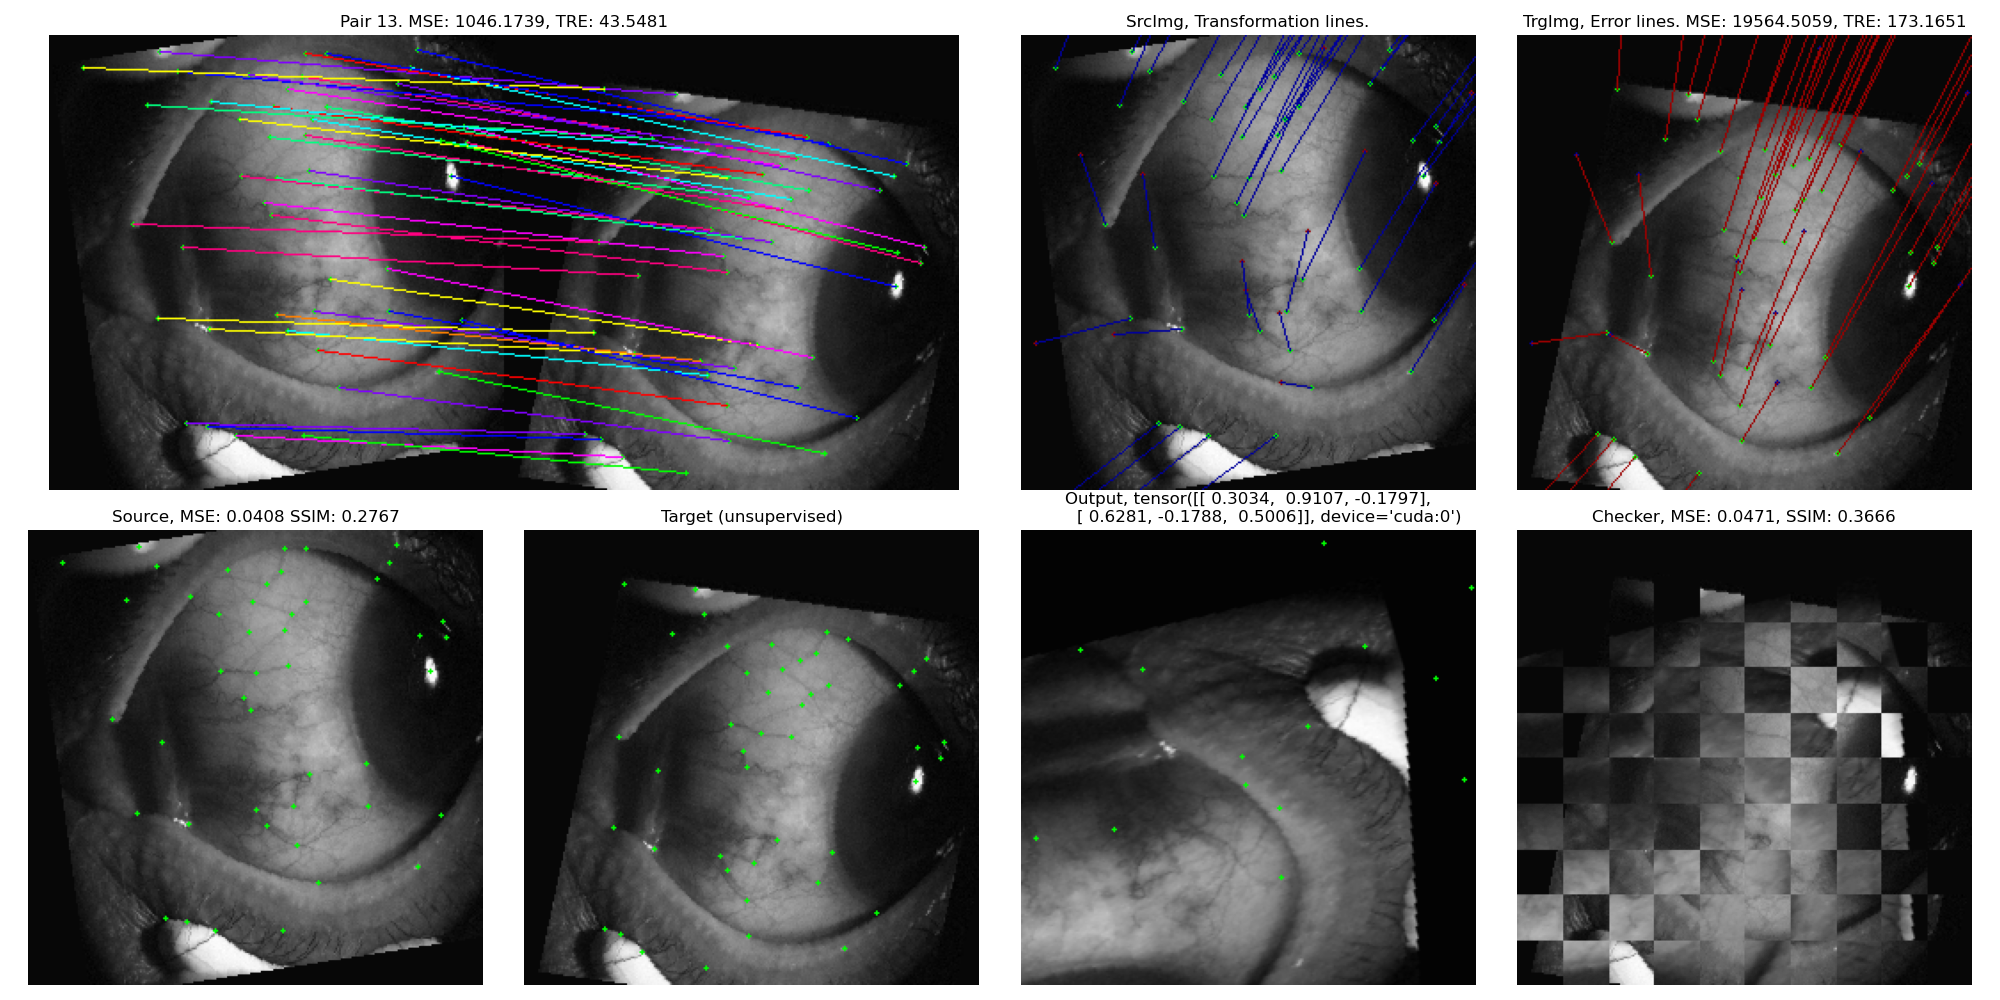 Pair 13. MSE: 1046.1739, TRE: 43.5481
SrcImg, Transformation lines.
TrgImg, Error lines. MSE: 19564.5059, TRE: 173.1651
Source, MSE: 0.0408 SSIM: 0.2767
Target (unsupervised)
Output, tensor([[ 0.3034, 0.9107, -0.1797],
[ 0.6281, -0.1788, 0.5006]], device='cuda:0')
Checker, MSE: 0.0471, SSIM: 0.3666